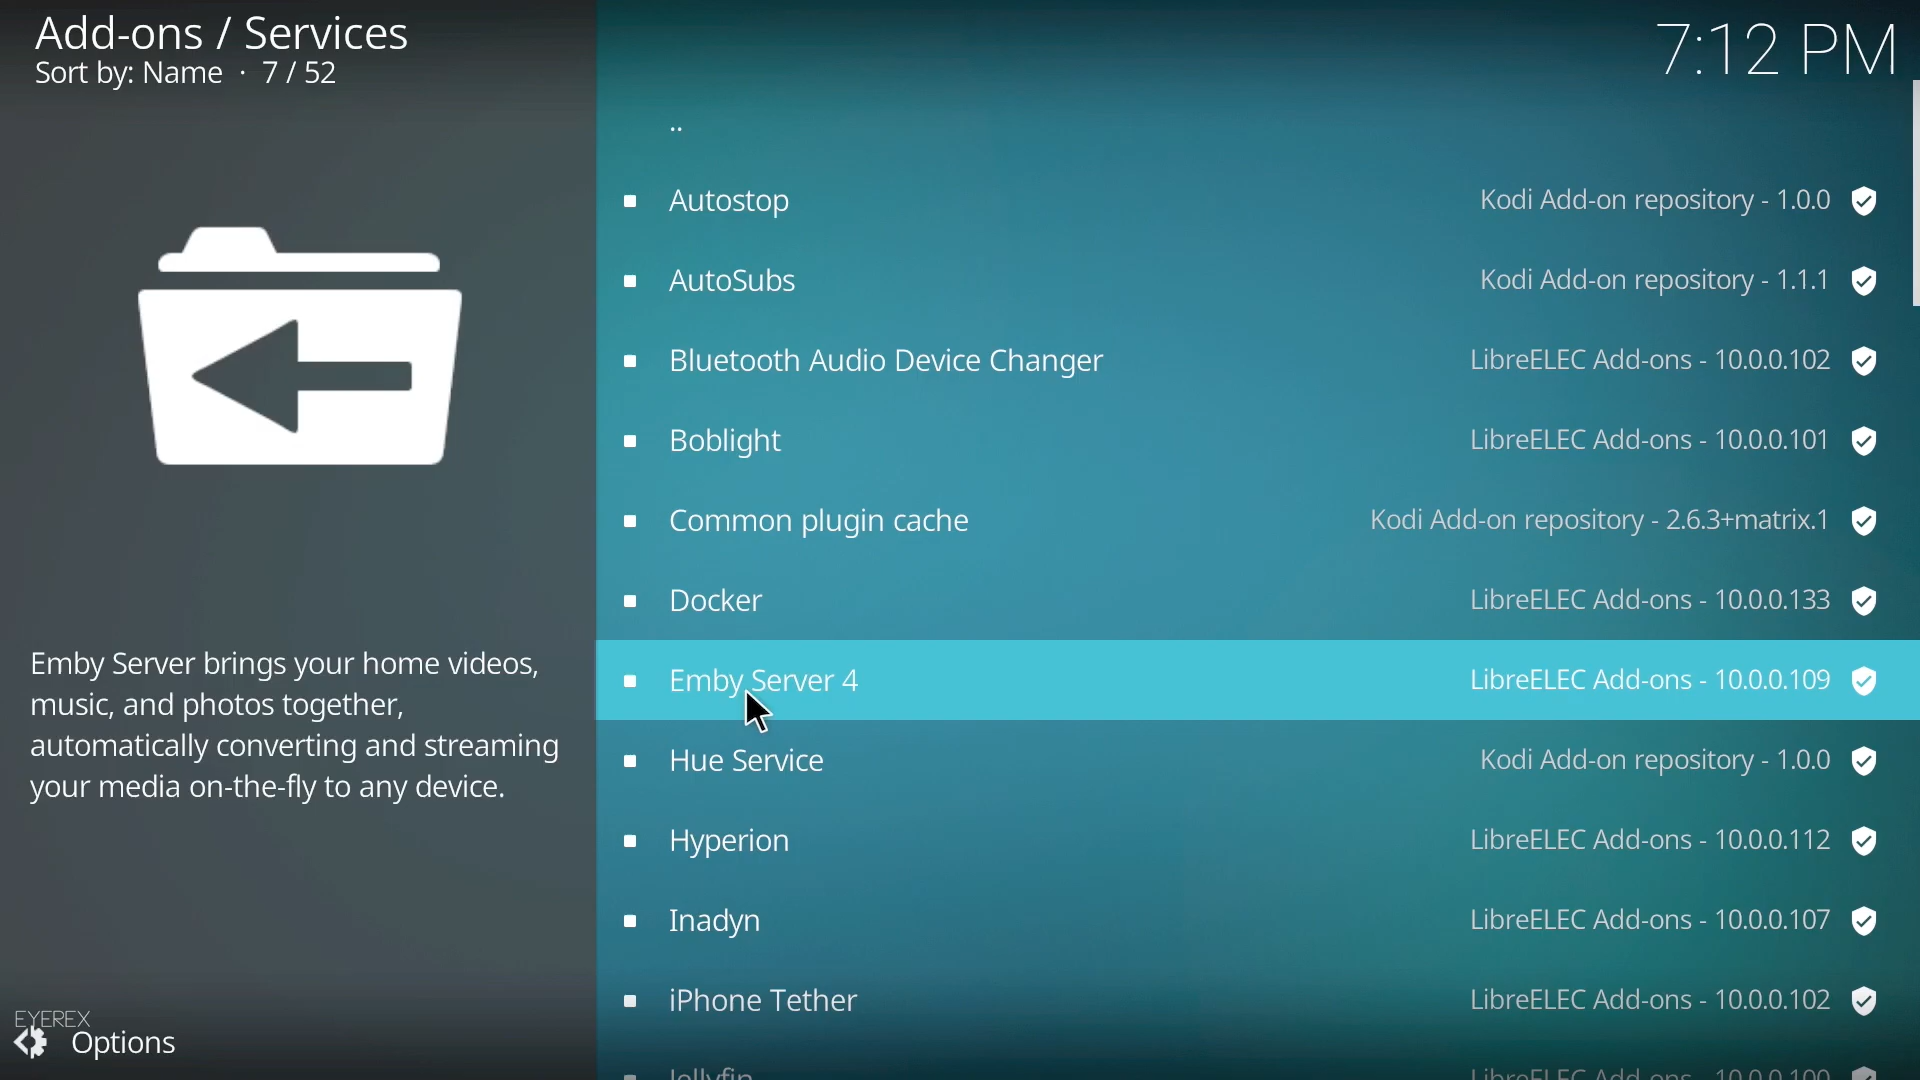 Add-ons / Services
Sort by: Name · 7 / 52
7:12 PM
..
Autostop Kodi Add-on repository - 1.0.0
AutoSubs Kodi Add-on repository - 1.1.1
Bluetooth Audio Device Changer LibreELEC Add-ons - 10.0.0.102
Boblight LibreELEC Add-ons - 10.0.0.101
Common plugin cache Kodi Add-on repository - 2.6.3+matrix.1
Docker LibreELEC Add-ons - 10.0.0.133
Emby Server 4 LibreELEC Add-ons - 10.0.0.109
Hue Service Kodi Add-on repository - 1.0.0
Hyperion LibreELEC Add-ons - 10.0.0.112
Inadyn LibreELEC Add-ons - 10.0.0.107
iPhone Tether LibreELEC Add-ons - 10.0.0.102
Jellyfin LibreELEC Add-ons
Emby Server brings your home videos,
music, and photos together,
automatically converting and streaming
your media on-the-fly to any device.
EYEREX
Options